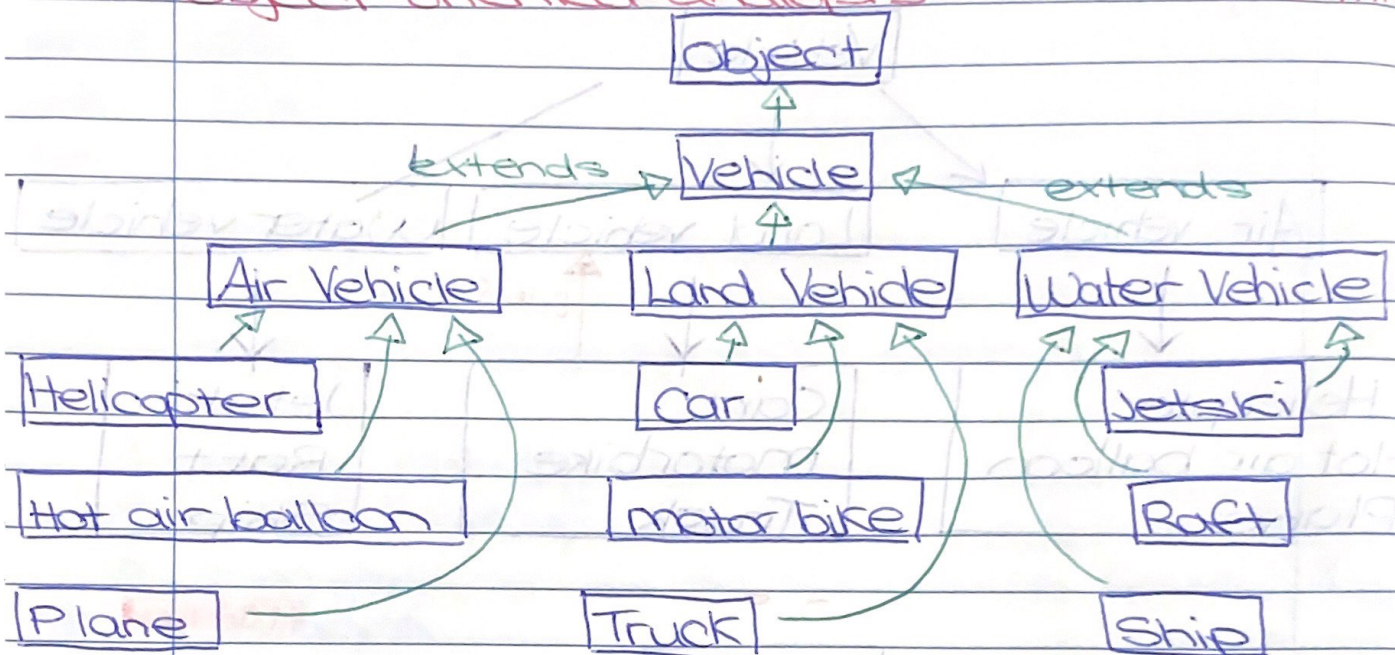 Object
extends Vehicle extends
Air Vehicle Land Vehicle Water Vehicle
Helicopter Car Jetski
Hot air balloon motor bike Raft
Plane Truck Ship